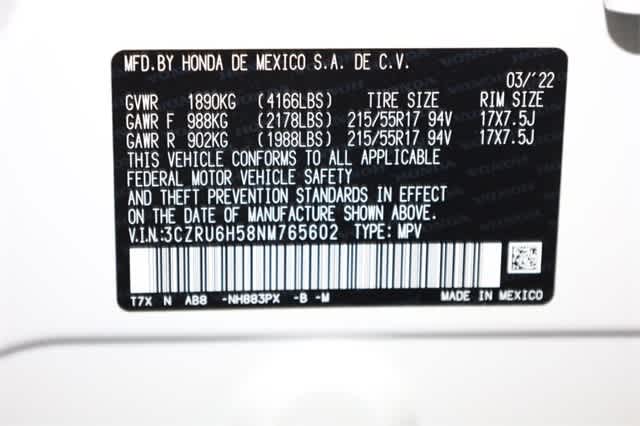 MFD.BY HONDA DE MEXICO S.A. DE C.V.
03/'22
GVWR 1890KG (4166LBS) TIRE SIZE RIM SIZE
GAWR F 988KG (2178LBS) 215/55R17 94V 17X7.5J
GAWR R 902KG (1988LBS) 215/55R17 94V 17X7.5J
THIS VEHICLE CONFORMS TO ALL APPLICABLE
FEDERAL MOTOR VEHICLE SAFETY
AND THEFT PREVENTION STANDARDS IN EFFECT
ON THE DATE OF MANUFACTURE SHOWN ABOVE.
V.I.N:3CZRU6H58NM765602 TYPE: MPV
T7X N AB8 -NH883PX -B -M MADE IN MEXICO